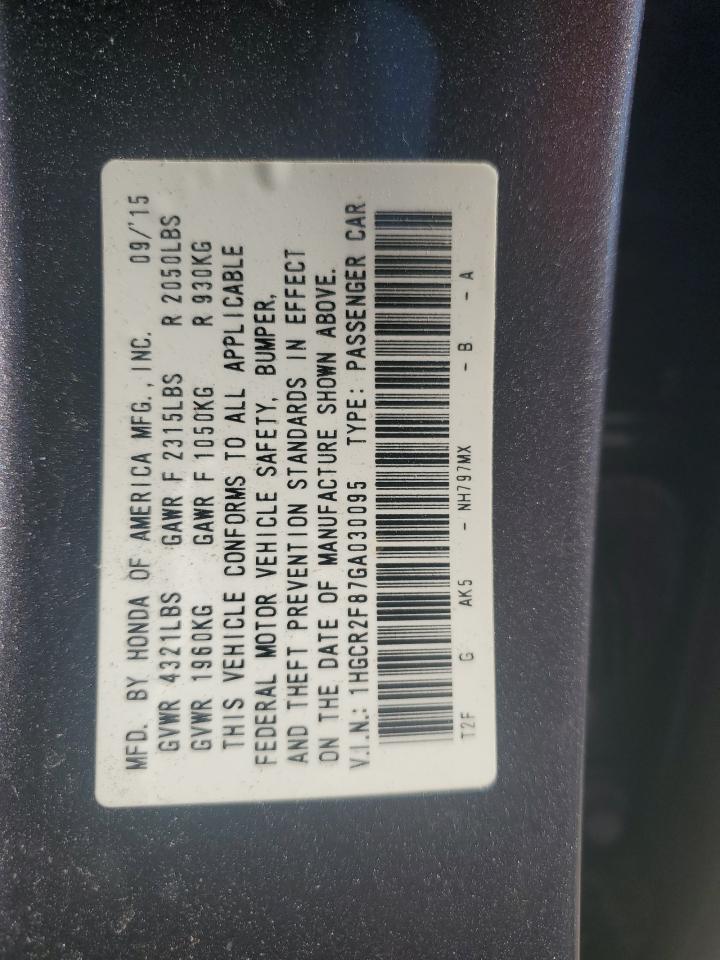 MFD. BY HONDA OF AMERICA MFG., INC. 09/'15
GVWR 4321LBS GAWR F 2315LBS R 2050LBS
GVWR 1960KG GAWR F 1050KG R 930KG
THIS VEHICLE CONFORMS TO ALL APPLICABLE
FEDERAL MOTOR VEHICLE SAFETY, BUMPER,
AND THEFT PREVENTION STANDARDS IN EFFECT
ON THE DATE OF MANUFACTURE SHOWN ABOVE.
V.I.N.: 1HGCR2F87GA030095 TYPE: PASSENGER CAR
T2F G AK5 - NH797MX - B - A